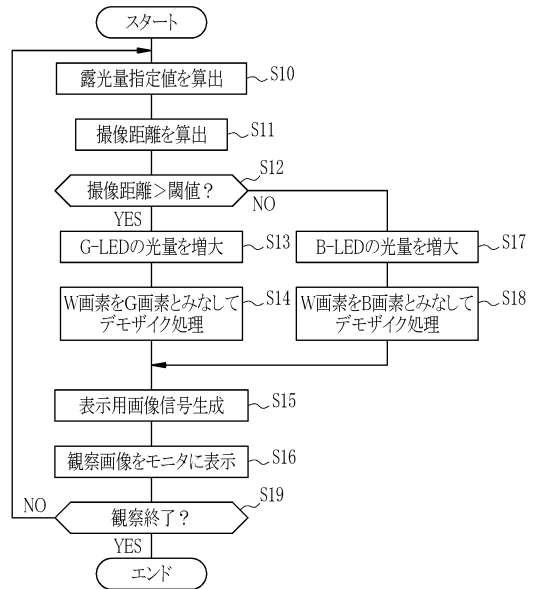 スタート
露光量指定値を算出
S10
撮像距離を算出
S11
撮像距離>閾値?
S12
YES
NO
G-LEDの光量を増大
S13
B-LEDの光量を増大
S17
W画素をG画素とみなして
デモザイク処理
S14
W画素をB画素とみなして
デモザイク処理
S18
表示用画像信号生成
S15
観察画像をモニタに表示
S16
観察終了?
S19
NO
YES
エンド